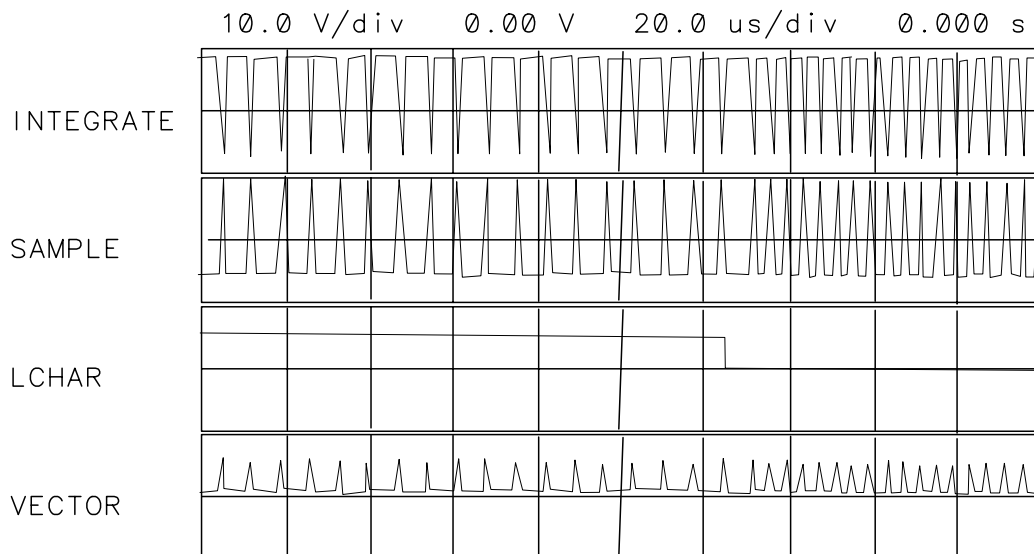 10.0 V/div 0.00 V 20.0 us/div 0.000 s
INTEGRATE
SAMPLE
LCHAR
VECTOR